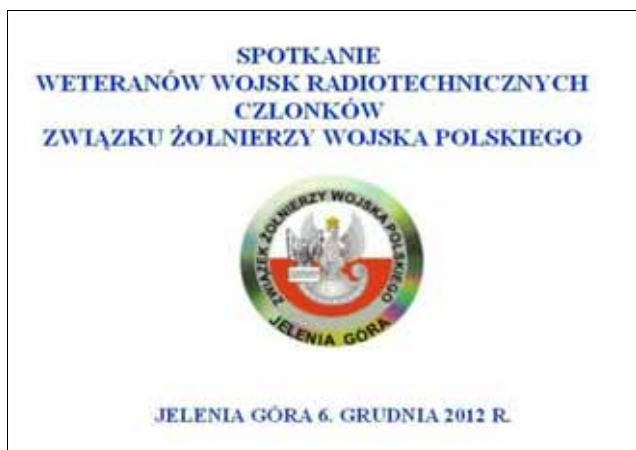 SPOTKANIE
WETERANÓW WOJSK RADIOTECHNICZNYCH
CZŁONKÓW
ZWIĄZKU ŻOŁNIERZY WOJSKA POLSKIEGO
ZWIĄZEK ŻOŁNIERZY WOJSKA POLSKIEGO
JELENIA GÓRA
JELENIA GÓRA 6. GRUDNIA 2012 R.